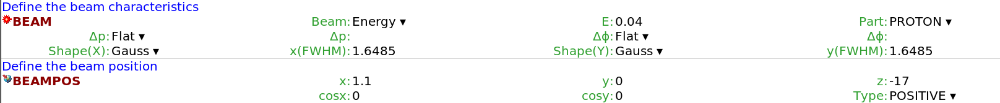 Define the beam characteristics
BEAM Beam: Energy ▼ E: 0.04 Part: PROTON ▼
Δp: Flat ▼ Δp: Δϕ: Flat ▼ Δϕ:
Shape(X): Gauss ▼ x(FWHM): 1.6485 Shape(Y): Gauss ▼ y(FWHM): 1.6485
Define the beam position
BEAMPOS x: 1.1 y: 0 z: -17
cosx: 0 cosy: 0 Type: POSITIVE ▼